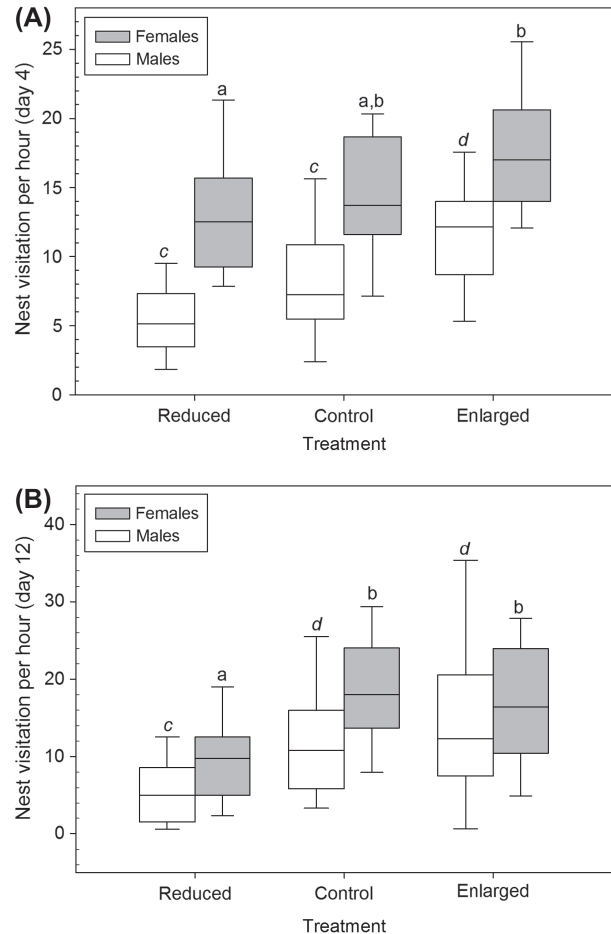 (A)
Females
Males
Nest visitation per hour (day 4)
25
20
15
10
5
0
c
a
c
a,b
d
b
Reduced
Control
Enlarged
Treatment
(B)
Females
Males
Nest visitation per hour (day 12)
40
30
20
10
0
c
a
d
b
d
b
Reduced
Control
Enlarged
Treatment